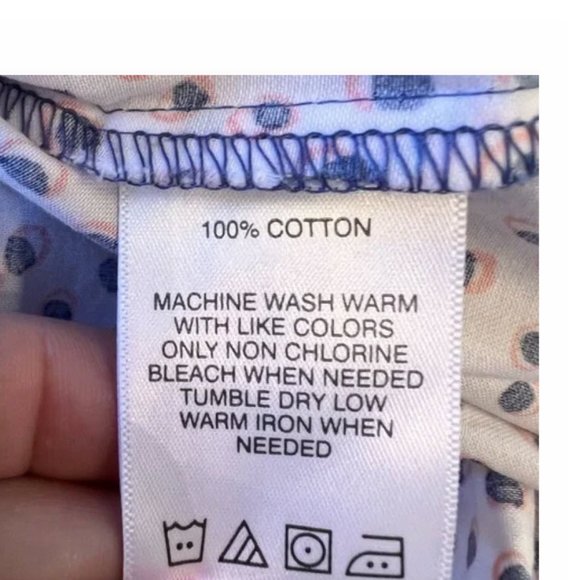 100% COTTON
MACHINE WASH WARM
WITH LIKE COLORS
ONLY NON CHLORINE
BLEACH WHEN NEEDED
TUMBLE DRY LOW
WARM IRON WHEN
NEEDED